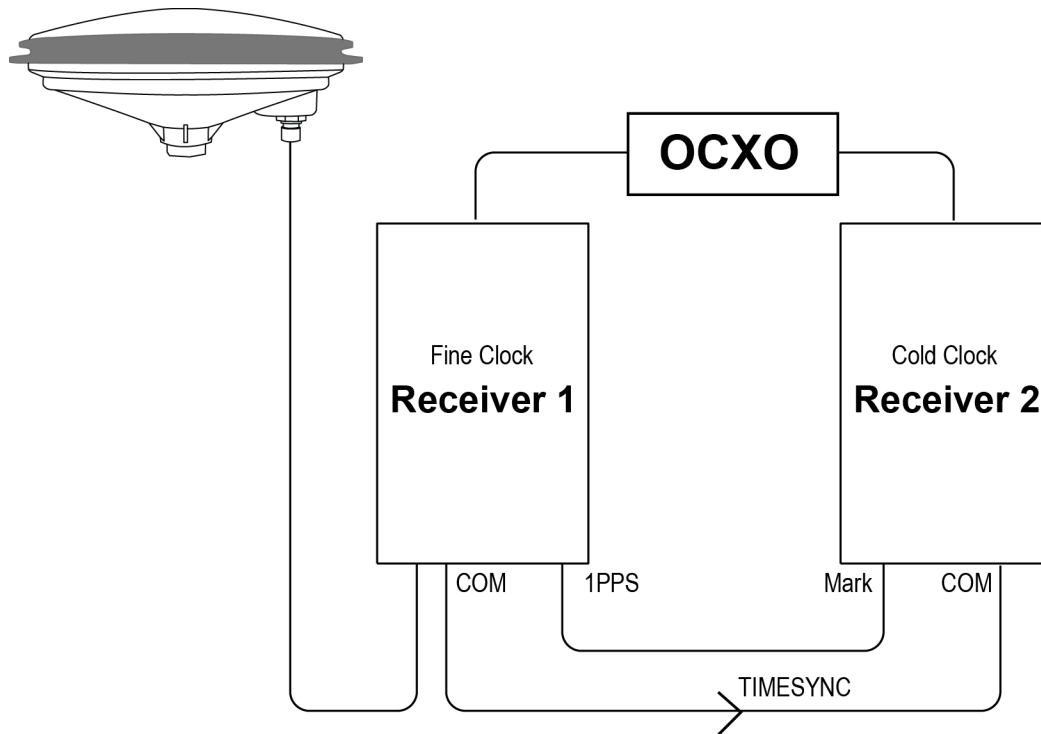 OCXO
Fine Clock
Receiver 1
Cold Clock
Receiver 2
COM
1PPS
Mark
COM
TIMESYNC